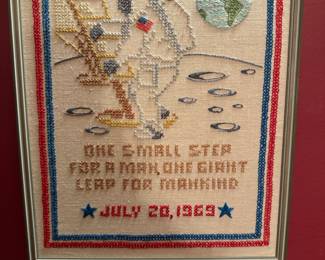 ONE SMALL STEP
FOR A MAN, ONE GIANT
LEAP FOR MANKIND
★ JULY 20, 1969 ★